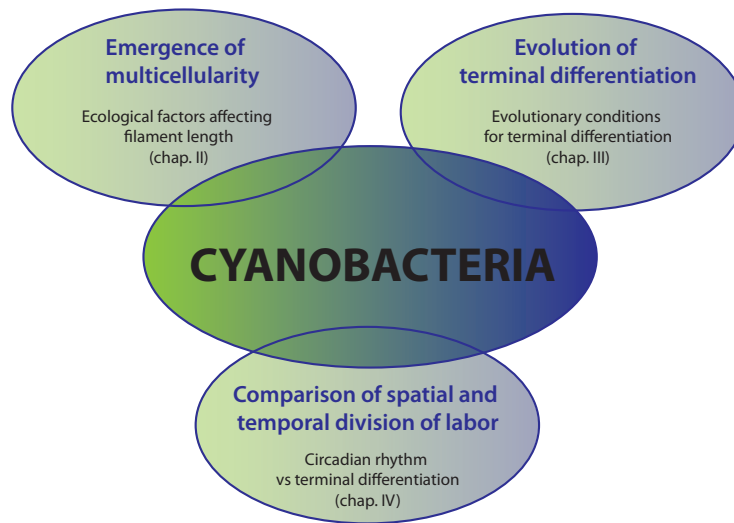 Emergence of
multicellularity
Ecological factors affecting
filament length
(chap. II)
Evolution of
terminal differentiation
Evolutionary conditions
for terminal differentiation
(chap. III)
CYANOBACTERIA
Comparison of spatial and
temporal division of labor
Circadian rhythm
vs terminal differentiation
(chap. IV)